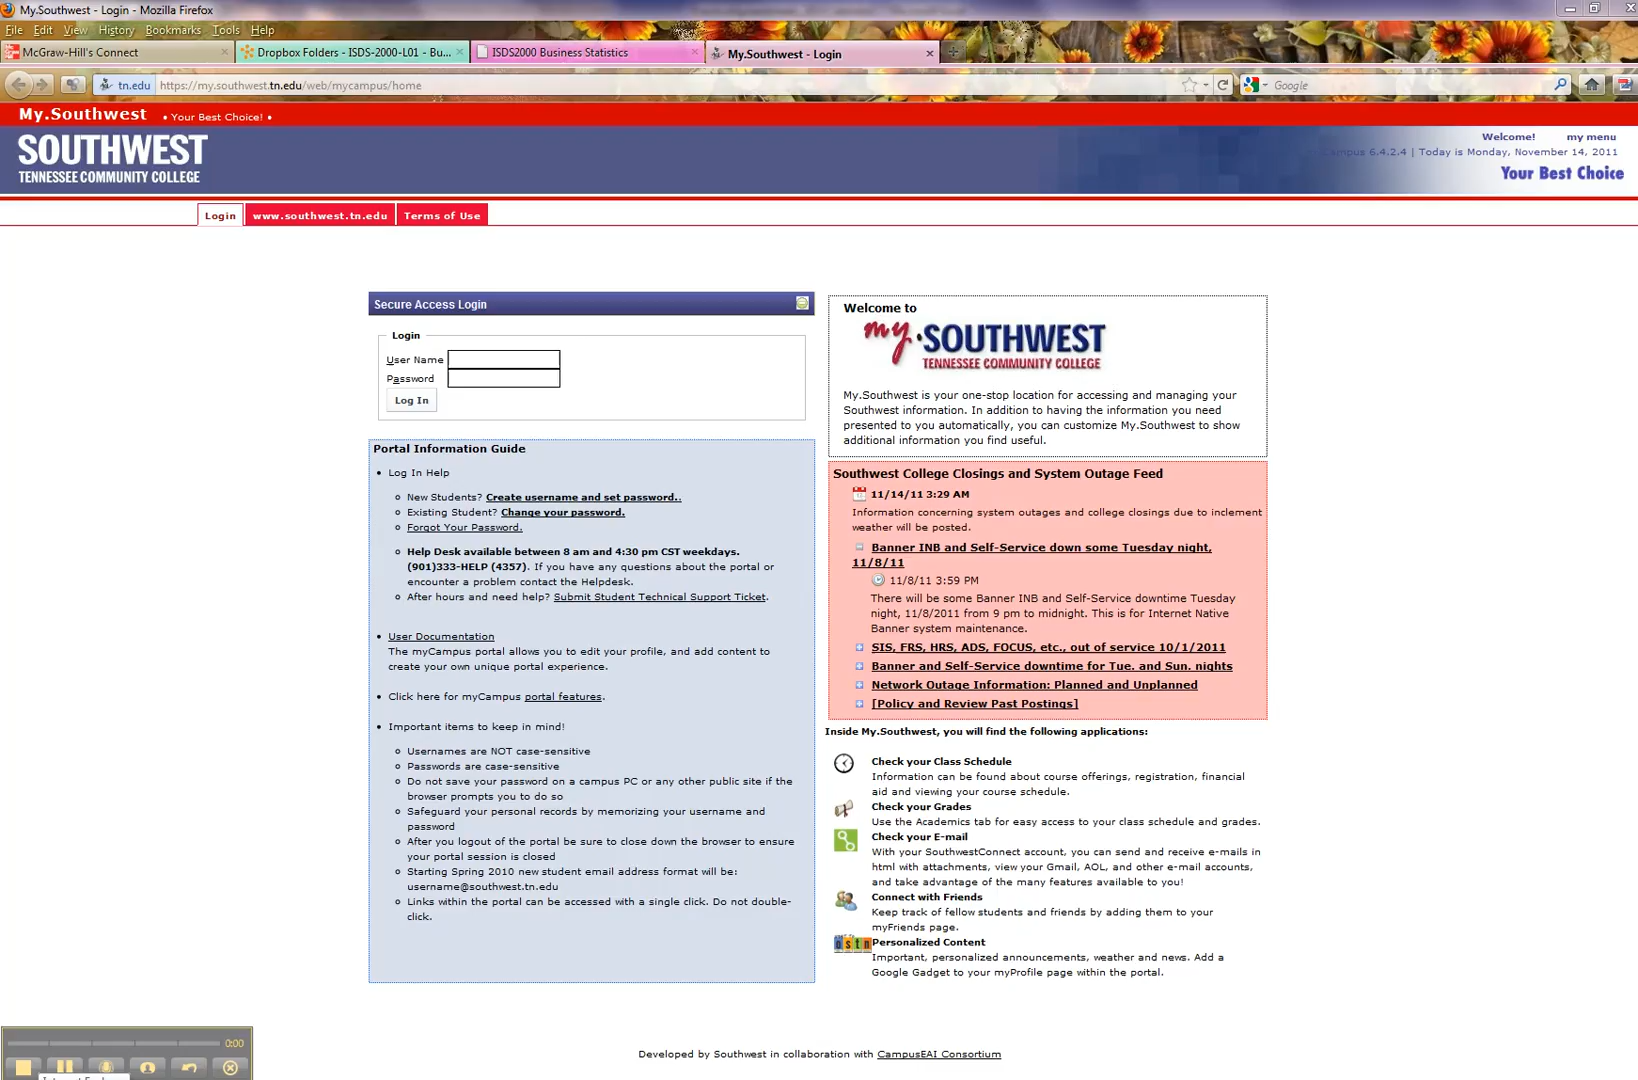 My.Southwest - Login - Mozilla Firefox
File Edit View History Bookmarks Tools Help
McGraw-Hill's Connect
Dropbox Folders - ISDS-2000-L01 - Bu...
ISDS2000 Business Statistics
My.Southwest - Login
tn.edu https://my.southwest.tn.edu/web/mycampus/home
Google
My.Southwest • Your Best Choice! •
SOUTHWEST
TENNESSEE COMMUNITY COLLEGE
Welcome! my menu
Campus 6.4.2.4 | Today is Monday, November 14, 2011
Your Best Choice
Login www.southwest.tn.edu Terms of Use
Secure Access Login
Login
User Name
Password
Log In
Portal Information Guide
• Log In Help
New Students? Create username and set password..
Existing Student? Change your password.
Forgot Your Password.
Help Desk available between 8 am and 4:30 pm CST weekdays.
(901)333-HELP (4357). If you have any questions about the portal or
encounter a problem contact the Helpdesk.
After hours and need help? Submit Student Technical Support Ticket.
• User Documentation
The myCampus portal allows you to edit your profile, and add content to
create your own unique portal experience.
• Click here for myCampus portal features.
• Important items to keep in mind!
Usernames are NOT case-sensitive
Passwords are case-sensitive
Do not save your password on a campus PC or any other public site if the
browser prompts you to do so
Safeguard your personal records by memorizing your username and
password
After you logout of the portal be sure to close down the browser to ensure
your portal session is closed
Starting Spring 2010 new student email address format will be:
username@southwest.tn.edu
Links within the portal can be accessed with a single click. Do not double-
click.
Welcome to
my.SOUTHWEST
TENNESSEE COMMUNITY COLLEGE
My.Southwest is your one-stop location for accessing and managing your
Southwest information. In addition to having the information you need
presented to you automatically, you can customize My.Southwest to show
additional information you find useful.
Southwest College Closings and System Outage Feed
11/14/11 3:29 AM
Information concerning system outages and college closings due to inclement
weather will be posted.
Banner INB and Self-Service down some Tuesday night,
11/8/11
11/8/11 3:59 PM
There will be some Banner INB and Self-Service downtime Tuesday
night, 11/8/2011 from 9 pm to midnight. This is for Internet Native
Banner system maintenance.
SIS, FRS, HRS, ADS, FOCUS, etc., out of service 10/1/2011
Banner and Self-Service downtime for Tue. and Sun. nights
Network Outage Information: Planned and Unplanned
[Policy and Review Past Postings]
Inside My.Southwest, you will find the following applications:
Check your Class Schedule
Information can be found about course offerings, registration, financial
aid and viewing your course schedule.
Check your Grades
Use the Academics tab for easy access to your class schedule and grades.
Check your E-mail
With your SouthwestConnect account, you can send and receive e-mails in
html with attachments, view your Gmail, AOL, and other e-mail accounts,
and take advantage of the many features available to you!
Connect with Friends
Keep track of fellow students and friends by adding them to your
myFriends page.
Personalized Content
Important, personalized announcements, weather and news. Add a
Google Gadget to your myProfile page within the portal.
0:00
Developed by Southwest in collaboration with CampusEAI Consortium